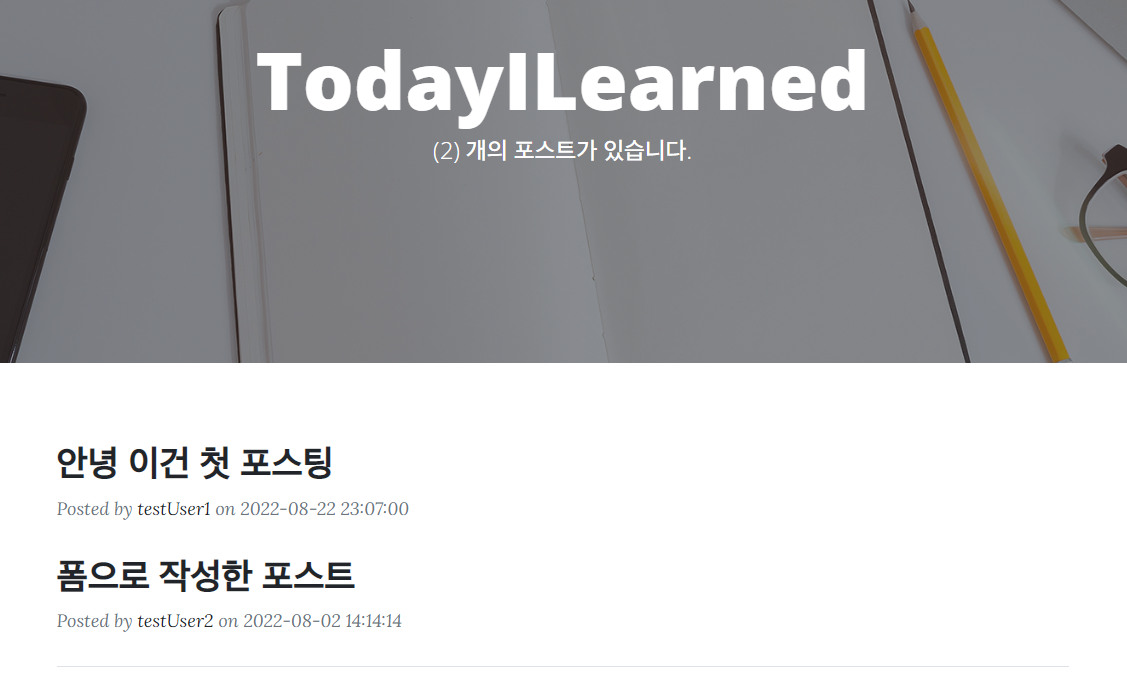 TodayILearned
(2) 개의 포스트가 있습니다.
안녕 이건 첫 포스팅
Posted by testUser1 on 2022-08-22 23:07:00
폼으로 작성한 포스트
Posted by testUser2 on 2022-08-02 14:14:14